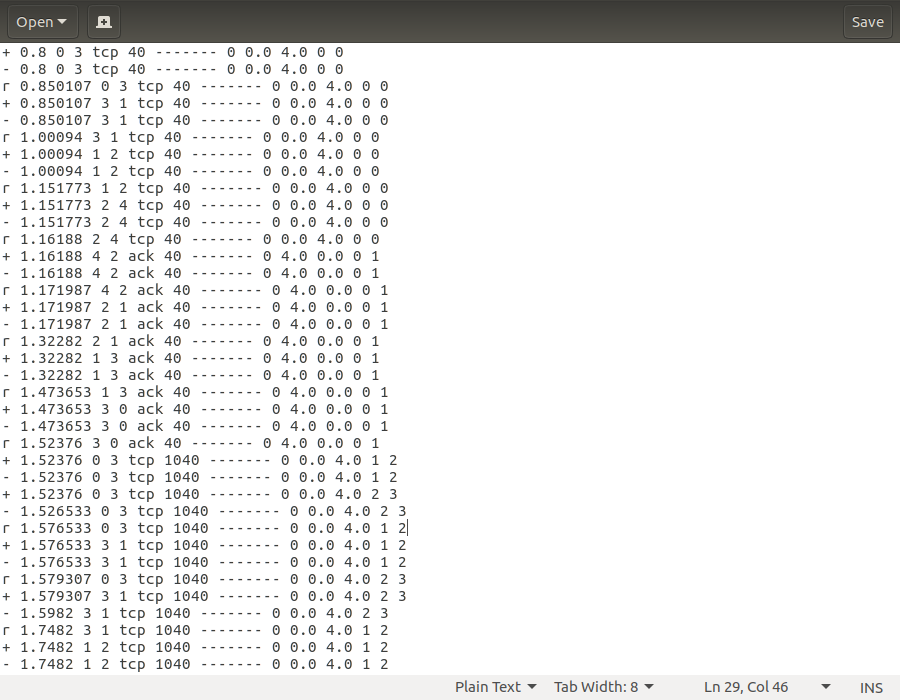 Open
Save
+ 0.8 0 3 tcp 40 ------- 0 0.0 4.0 0 0
- 0.8 0 3 tcp 40 ------- 0 0.0 4.0 0 0
r 0.850107 0 3 tcp 40 ------- 0 0.0 4.0 0 0
+ 0.850107 3 1 tcp 40 ------- 0 0.0 4.0 0 0
- 0.850107 3 1 tcp 40 ------- 0 0.0 4.0 0 0
r 1.00094 3 1 tcp 40 ------- 0 0.0 4.0 0 0
+ 1.00094 1 2 tcp 40 ------- 0 0.0 4.0 0 0
- 1.00094 1 2 tcp 40 ------- 0 0.0 4.0 0 0
r 1.151773 1 2 tcp 40 ------- 0 0.0 4.0 0 0
+ 1.151773 2 4 tcp 40 ------- 0 0.0 4.0 0 0
- 1.151773 2 4 tcp 40 ------- 0 0.0 4.0 0 0
r 1.16188 2 4 tcp 40 ------- 0 0.0 4.0 0 0
+ 1.16188 4 2 ack 40 ------- 0 4.0 0.0 0 1
- 1.16188 4 2 ack 40 ------- 0 4.0 0.0 0 1
r 1.171987 4 2 ack 40 ------- 0 4.0 0.0 0 1
+ 1.171987 2 1 ack 40 ------- 0 4.0 0.0 0 1
- 1.171987 2 1 ack 40 ------- 0 4.0 0.0 0 1
r 1.32282 2 1 ack 40 ------- 0 4.0 0.0 0 1
+ 1.32282 1 3 ack 40 ------- 0 4.0 0.0 0 1
- 1.32282 1 3 ack 40 ------- 0 4.0 0.0 0 1
r 1.473653 1 3 ack 40 ------- 0 4.0 0.0 0 1
+ 1.473653 3 0 ack 40 ------- 0 4.0 0.0 0 1
- 1.473653 3 0 ack 40 ------- 0 4.0 0.0 0 1
r 1.52376 3 0 ack 40 ------- 0 4.0 0.0 0 1
+ 1.52376 0 3 tcp 1040 ------- 0 0.0 4.0 1 2
- 1.52376 0 3 tcp 1040 ------- 0 0.0 4.0 1 2
+ 1.52376 0 3 tcp 1040 ------- 0 0.0 4.0 2 3
- 1.526533 0 3 tcp 1040 ------- 0 0.0 4.0 2 3
r 1.576533 0 3 tcp 1040 ------- 0 0.0 4.0 1 2
+ 1.576533 3 1 tcp 1040 ------- 0 0.0 4.0 1 2
- 1.576533 3 1 tcp 1040 ------- 0 0.0 4.0 1 2
r 1.579307 0 3 tcp 1040 ------- 0 0.0 4.0 2 3
+ 1.579307 3 1 tcp 1040 ------- 0 0.0 4.0 2 3
- 1.5982 3 1 tcp 1040 ------- 0 0.0 4.0 2 3
r 1.7482 3 1 tcp 1040 ------- 0 0.0 4.0 1 2
+ 1.7482 1 2 tcp 1040 ------- 0 0.0 4.0 1 2
- 1.7482 1 2 tcp 1040 ------- 0 0.0 4.0 1 2
Plain Text Tab Width: 8 Ln 29, Col 46 INS